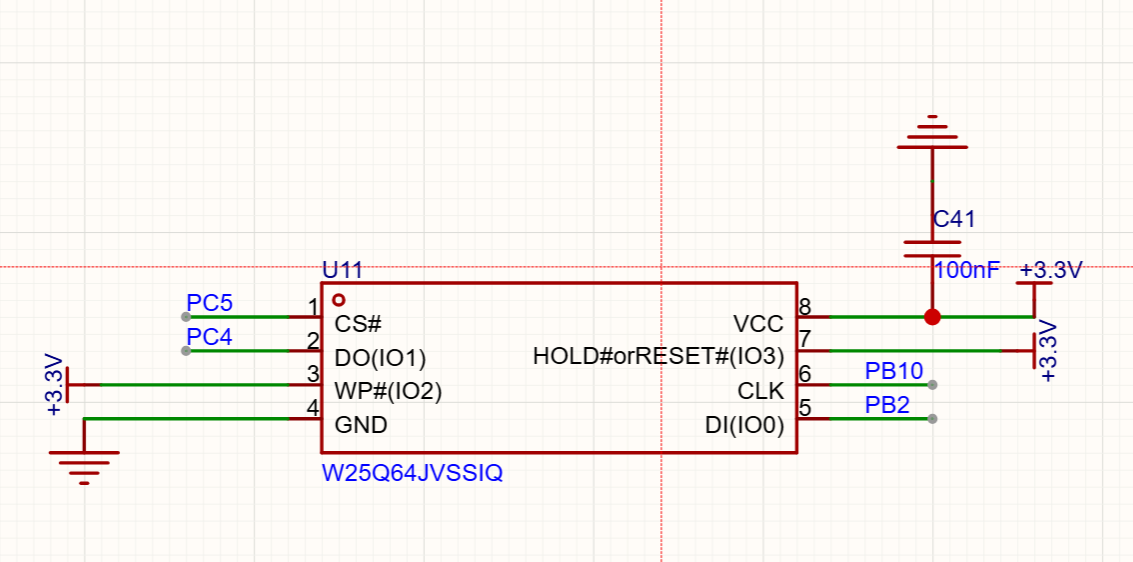 C41
100nF
+3.3V
U11
PC5
1
CS#
PC4
2
DO(IO1)
+3.3V
3
WP#(IO2)
4
GND
8
VCC
7
HOLD#orRESET#(IO3)
+3.3V
6
CLK
PB10
5
DI(IO0)
PB2
W25Q64JVSSIQ